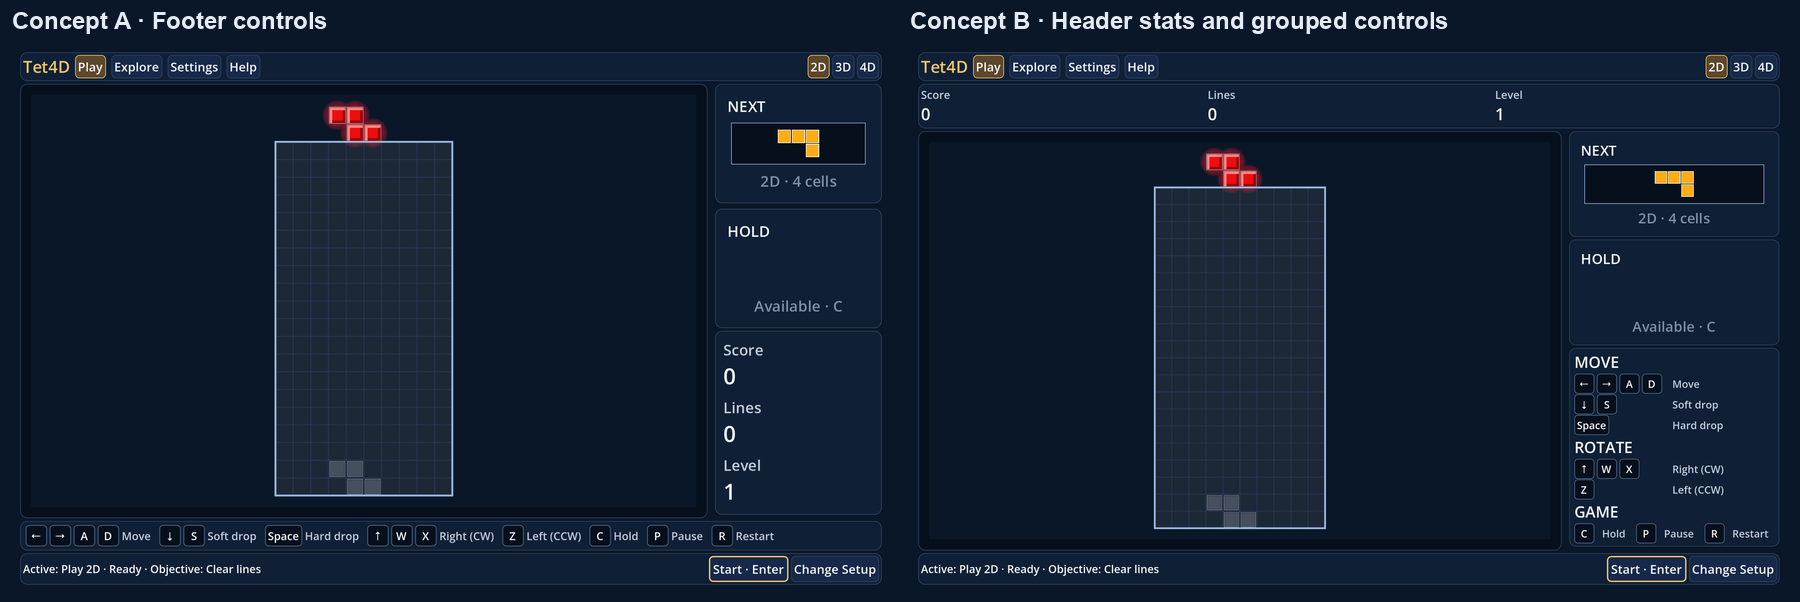 Concept A · Footer controls
Tet4D Play Explore Settings Help 2D 3D 4D
NEXT
2D · 4 cells
HOLD
Available · C
Score
0
Lines
0
Level
1
← → A D Move ↓ S Soft drop Space Hard drop ↑ W X Right (CW) Z Left (CCW) C Hold P Pause R Restart
Active: Play 2D · Ready · Objective: Clear lines Start · Enter Change Setup
Concept B · Header stats and grouped controls
Tet4D Play Explore Settings Help 2D 3D 4D
Score Lines Level
0 0 1
NEXT
2D · 4 cells
HOLD
Available · C
MOVE
← → A D Move
↓ S Soft drop
Space Hard drop
ROTATE
↑ W X Right (CW)
Z Left (CCW)
GAME
C Hold P Pause R Restart
Active: Play 2D · Ready · Objective: Clear lines Start · Enter Change Setup